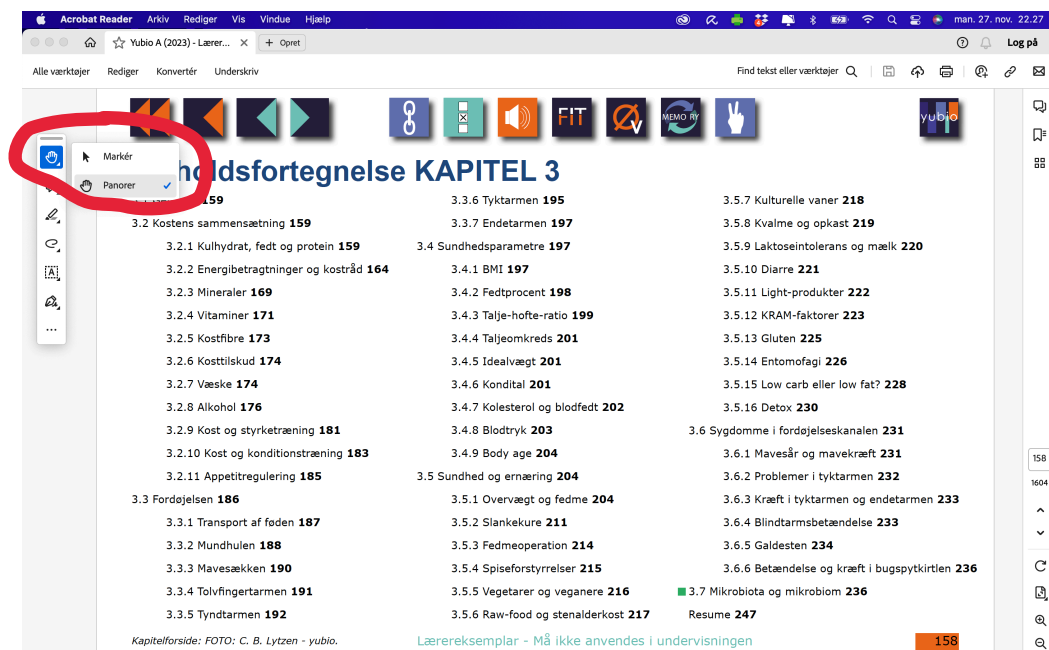 Acrobat Reader Arkiv Rediger Vis Vindue Hjælp man. 27. nov. 22.27
Yubio A (2023) - Lærer... × + Opret Log på
Alle værktøjer Rediger Konvertér Underskriv Find tekst eller værktøjer
FIT MEMO RY yubio
Markér
Panorer
holdsfortegnelse KAPITEL 3
159
3.2 Kostens sammensætning 159
3.2.1 Kulhydrat, fedt og protein 159
3.2.2 Energibetragtninger og kostråd 164
3.2.3 Mineraler 169
3.2.4 Vitaminer 171
3.2.5 Kostfibre 173
3.2.6 Kosttilskud 174
3.2.7 Væske 174
3.2.8 Alkohol 176
3.2.9 Kost og styrketræning 181
3.2.10 Kost og konditionstræning 183
3.2.11 Appetitregulering 185
3.3 Fordøjelsen 186
3.3.1 Transport af føden 187
3.3.2 Mundhulen 188
3.3.3 Mavesækken 190
3.3.4 Tolvfingertarmen 191
3.3.5 Tyndtarmen 192
3.3.6 Tyktarmen 195
3.3.7 Endetarmen 197
3.4 Sundhedsparametre 197
3.4.1 BMI 197
3.4.2 Fedtprocent 198
3.4.3 Talje-hofte-ratio 199
3.4.4 Taljeomkreds 201
3.4.5 Idealvægt 201
3.4.6 Kondital 201
3.4.7 Kolesterol og blodfedt 202
3.4.8 Blodtryk 203
3.4.9 Body age 204
3.5 Sundhed og ernæring 204
3.5.1 Overvægt og fedme 204
3.5.2 Slankekure 211
3.5.3 Fedmeoperation 214
3.5.4 Spiseforstyrrelser 215
3.5.5 Vegetarer og veganere 216
3.5.6 Raw-food og stenalderkost 217
3.5.7 Kulturelle vaner 218
3.5.8 Kvalme og opkast 219
3.5.9 Laktoseintolerans og mælk 220
3.5.10 Diarre 221
3.5.11 Light-produkter 222
3.5.12 KRAM-faktorer 223
3.5.13 Gluten 225
3.5.14 Entomofagi 226
3.5.15 Low carb eller low fat? 228
3.5.16 Detox 230
3.6 Sygdomme i fordøjelseskanalen 231
3.6.1 Mavesår og mavekræft 231
3.6.2 Problemer i tyktarmen 232
3.6.3 Kræft i tyktarmen og endetarmen 233
3.6.4 Blindtarmsbetændelse 233
3.6.5 Galdesten 234
3.6.6 Betændelse og kræft i bugspytkirtlen 236
3.7 Mikrobiota og mikrobiom 236
Resume 247
158
1604
Kapitelforside: FOTO: C. B. Lytzen - yubio. Lærereksemplar - Må ikke anvendes i undervisningen 158